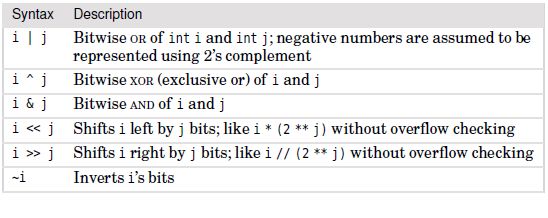 Syntax Description
i | j Bitwise OR of int i and int j; negative numbers are assumed to be
represented using 2's complement
i ^ j Bitwise XOR (exclusive or) of i and j
i & j Bitwise AND of i and j
i << j Shifts i left by j bits; like i * (2 ** j) without overflow checking
i >> j Shifts i right by j bits; like i // (2 ** j) without overflow checking
~i Inverts i's bits